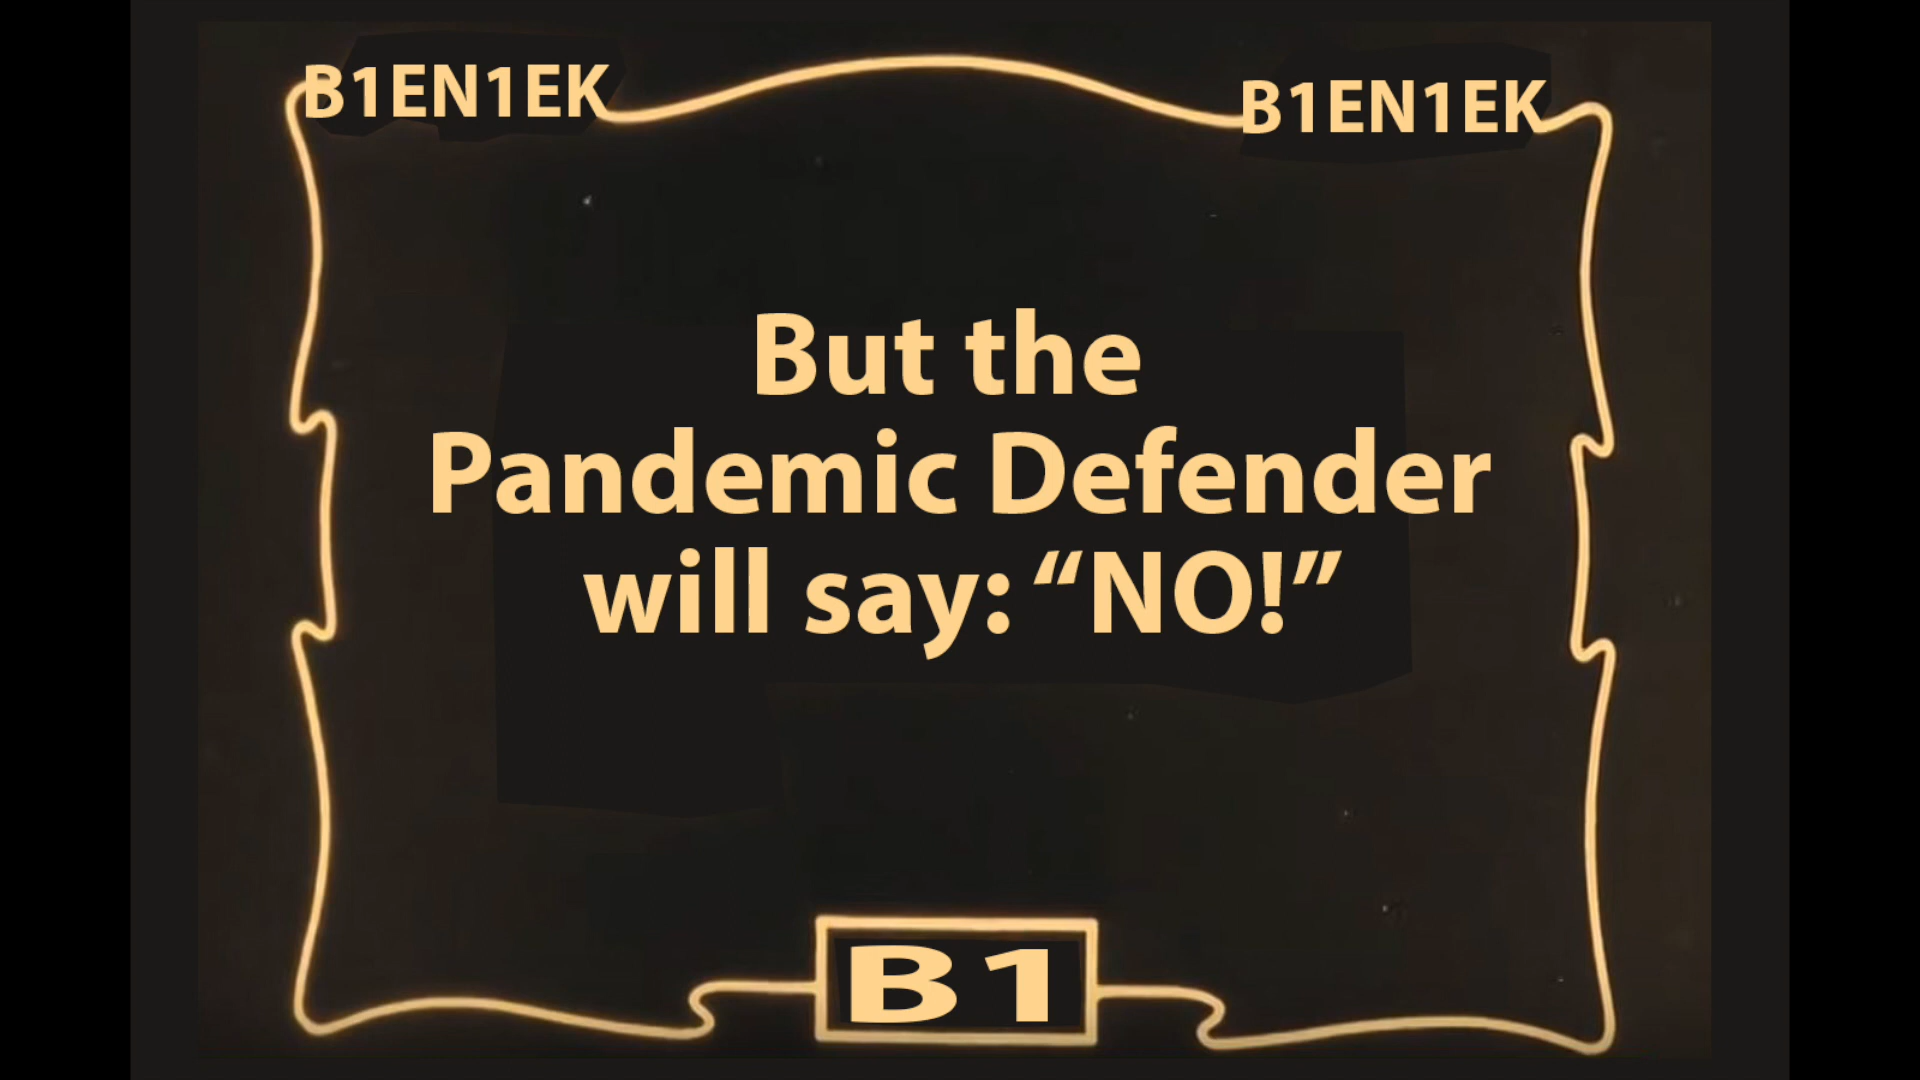 B1EN1EK
B1EN1EK
But the
Pandemic Defender
will say: “NO!”
B1